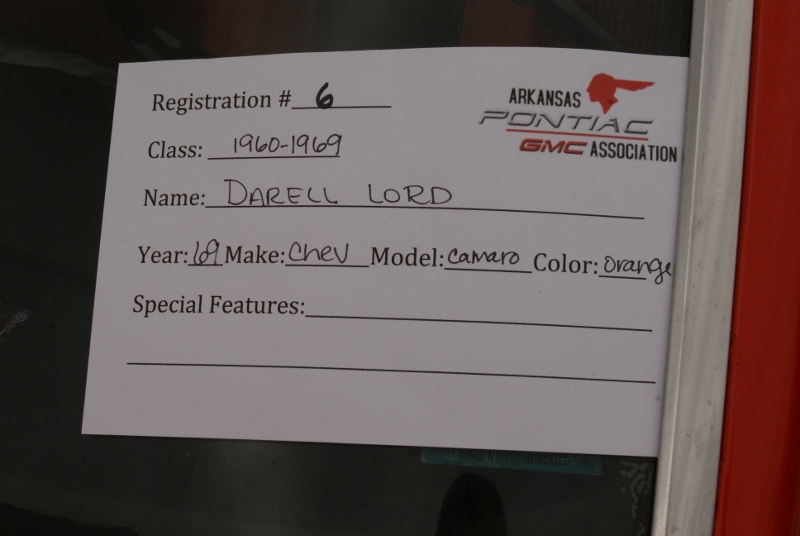 Registration # 6
ARKANSAS
PONTIAC
GMC ASSOCIATION
Class: 1960-1969
Name: DARELL LORD
Year: 69 Make: Chev Model: Camaro Color: Orange
Special Features: